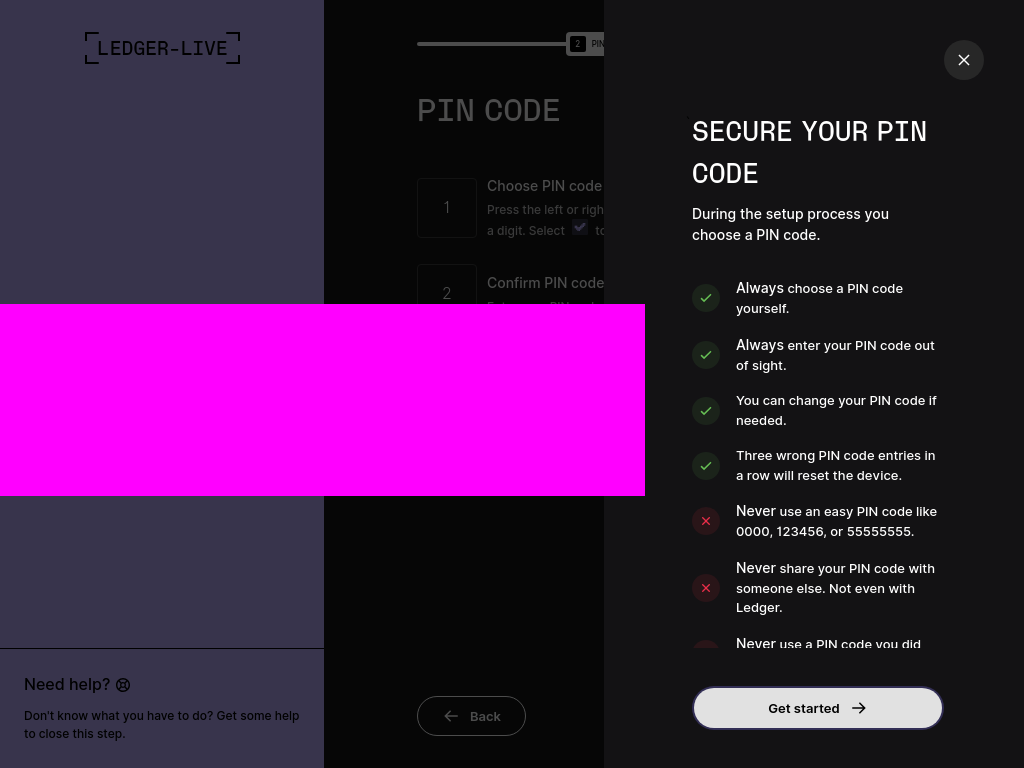 LEDGER-LIVE
2 PIN
PIN CODE
1
Choose PIN code
Press the left or righ
a digit. Select to
2
Confirm PIN code
Need help?
Don't know what you have to do? Get some help
to close this step.
Back
SECURE YOUR PIN
CODE
During the setup process you
choose a PIN code.
Always choose a PIN code
yourself.
Always enter your PIN code out
of sight.
You can change your PIN code if
needed.
Three wrong PIN code entries in
a row will reset the device.
Never use an easy PIN code like
0000, 123456, or 55555555.
Never share your PIN code with
someone else. Not even with
Ledger.
Never use a PIN code you did
Get started